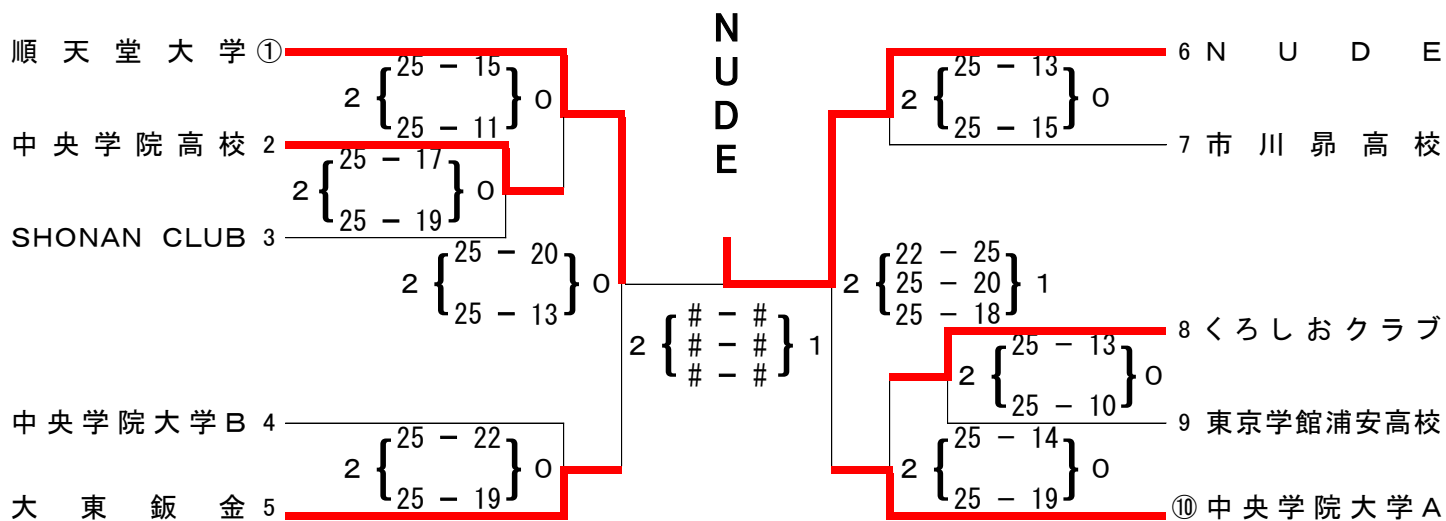 NUDE
順天堂大学 ①
2 { 25 － 15 } 0
25 － 11
中央学院高校 2
2 { 25 － 17 } 0
25 － 19
SHONAN CLUB 3
2 { 25 － 20 } 0
25 － 13
中央学院大学B 4
2 { 25 － 22 } 0
25 － 19
大東鈑金 5
2 { # － # } 1
# － #
# － #
6 NUDE
2 { 25 － 13 } 0
25 － 15
7 市川昴高校
2 { 22 － 25 } 1
25 － 20
25 － 18
8 くろしおクラブ
2 { 25 － 13 } 0
25 － 10
9 東京学館浦安高校
2 { 25 － 14 } 0
25 － 19
⑩ 中央学院大学A